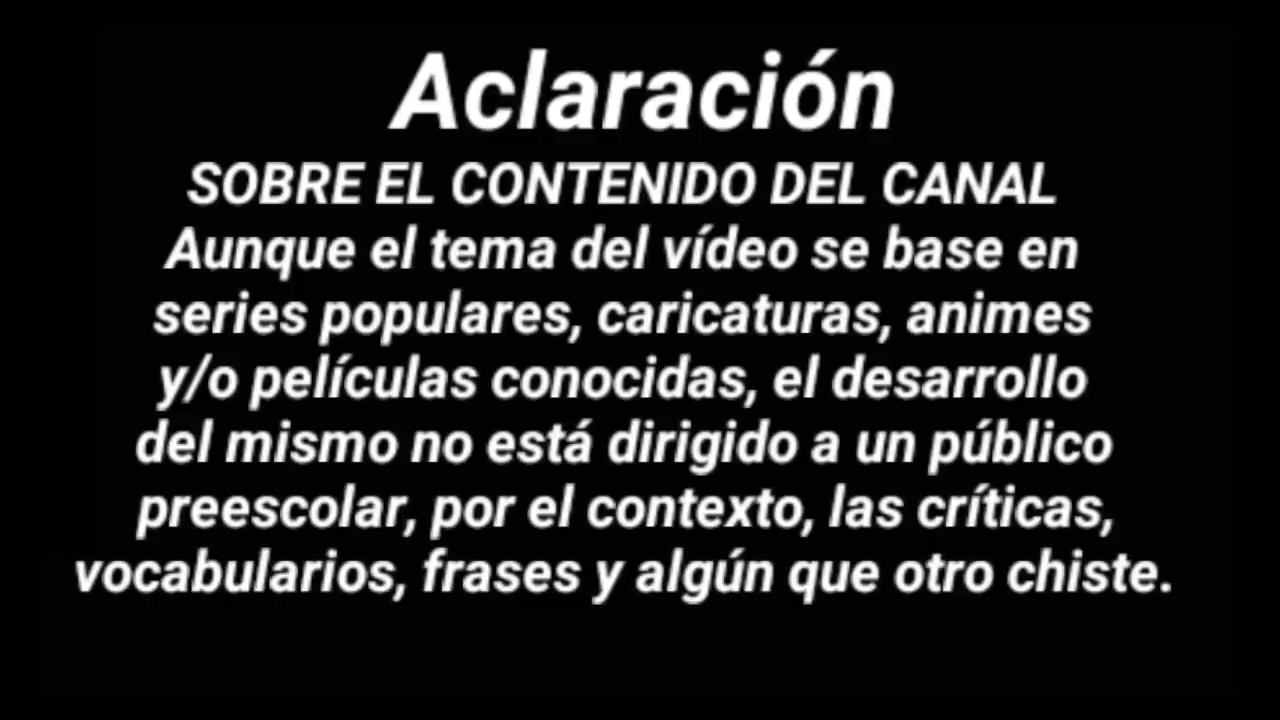 Aclaración
SOBRE EL CONTENIDO DEL CANAL
Aunque el tema del vídeo se base en
series populares, caricaturas, animes
y/o películas conocidas, el desarrollo
del mismo no está dirigido a un público
preescolar, por el contexto, las críticas,
vocabularios, frases y algún que otro chiste.